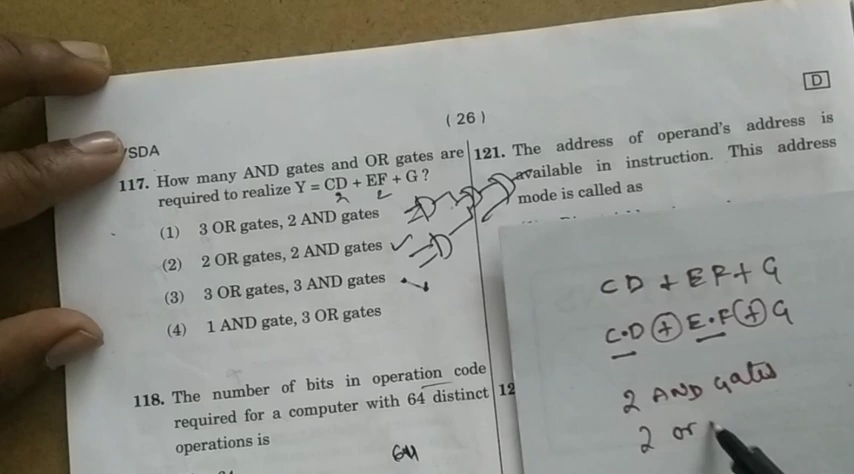 D
( 26 )
/SDA
117. How many AND gates and OR gates are
required to realize Y = CD + EF + G ?
2 2
(1) 3 OR gates, 2 AND gates
(2) 2 OR gates, 2 AND gates
(3) 3 OR gates, 3 AND gates
(4) 1 AND gate, 3 OR gates
118. The number of bits in operation code
required for a computer with 64 distinct
operations is
64
121. The address of operand's address is
available in instruction. This address
mode is called as
12
CD + EF + G
C·D + E·F + G
2 AND gates
2 or